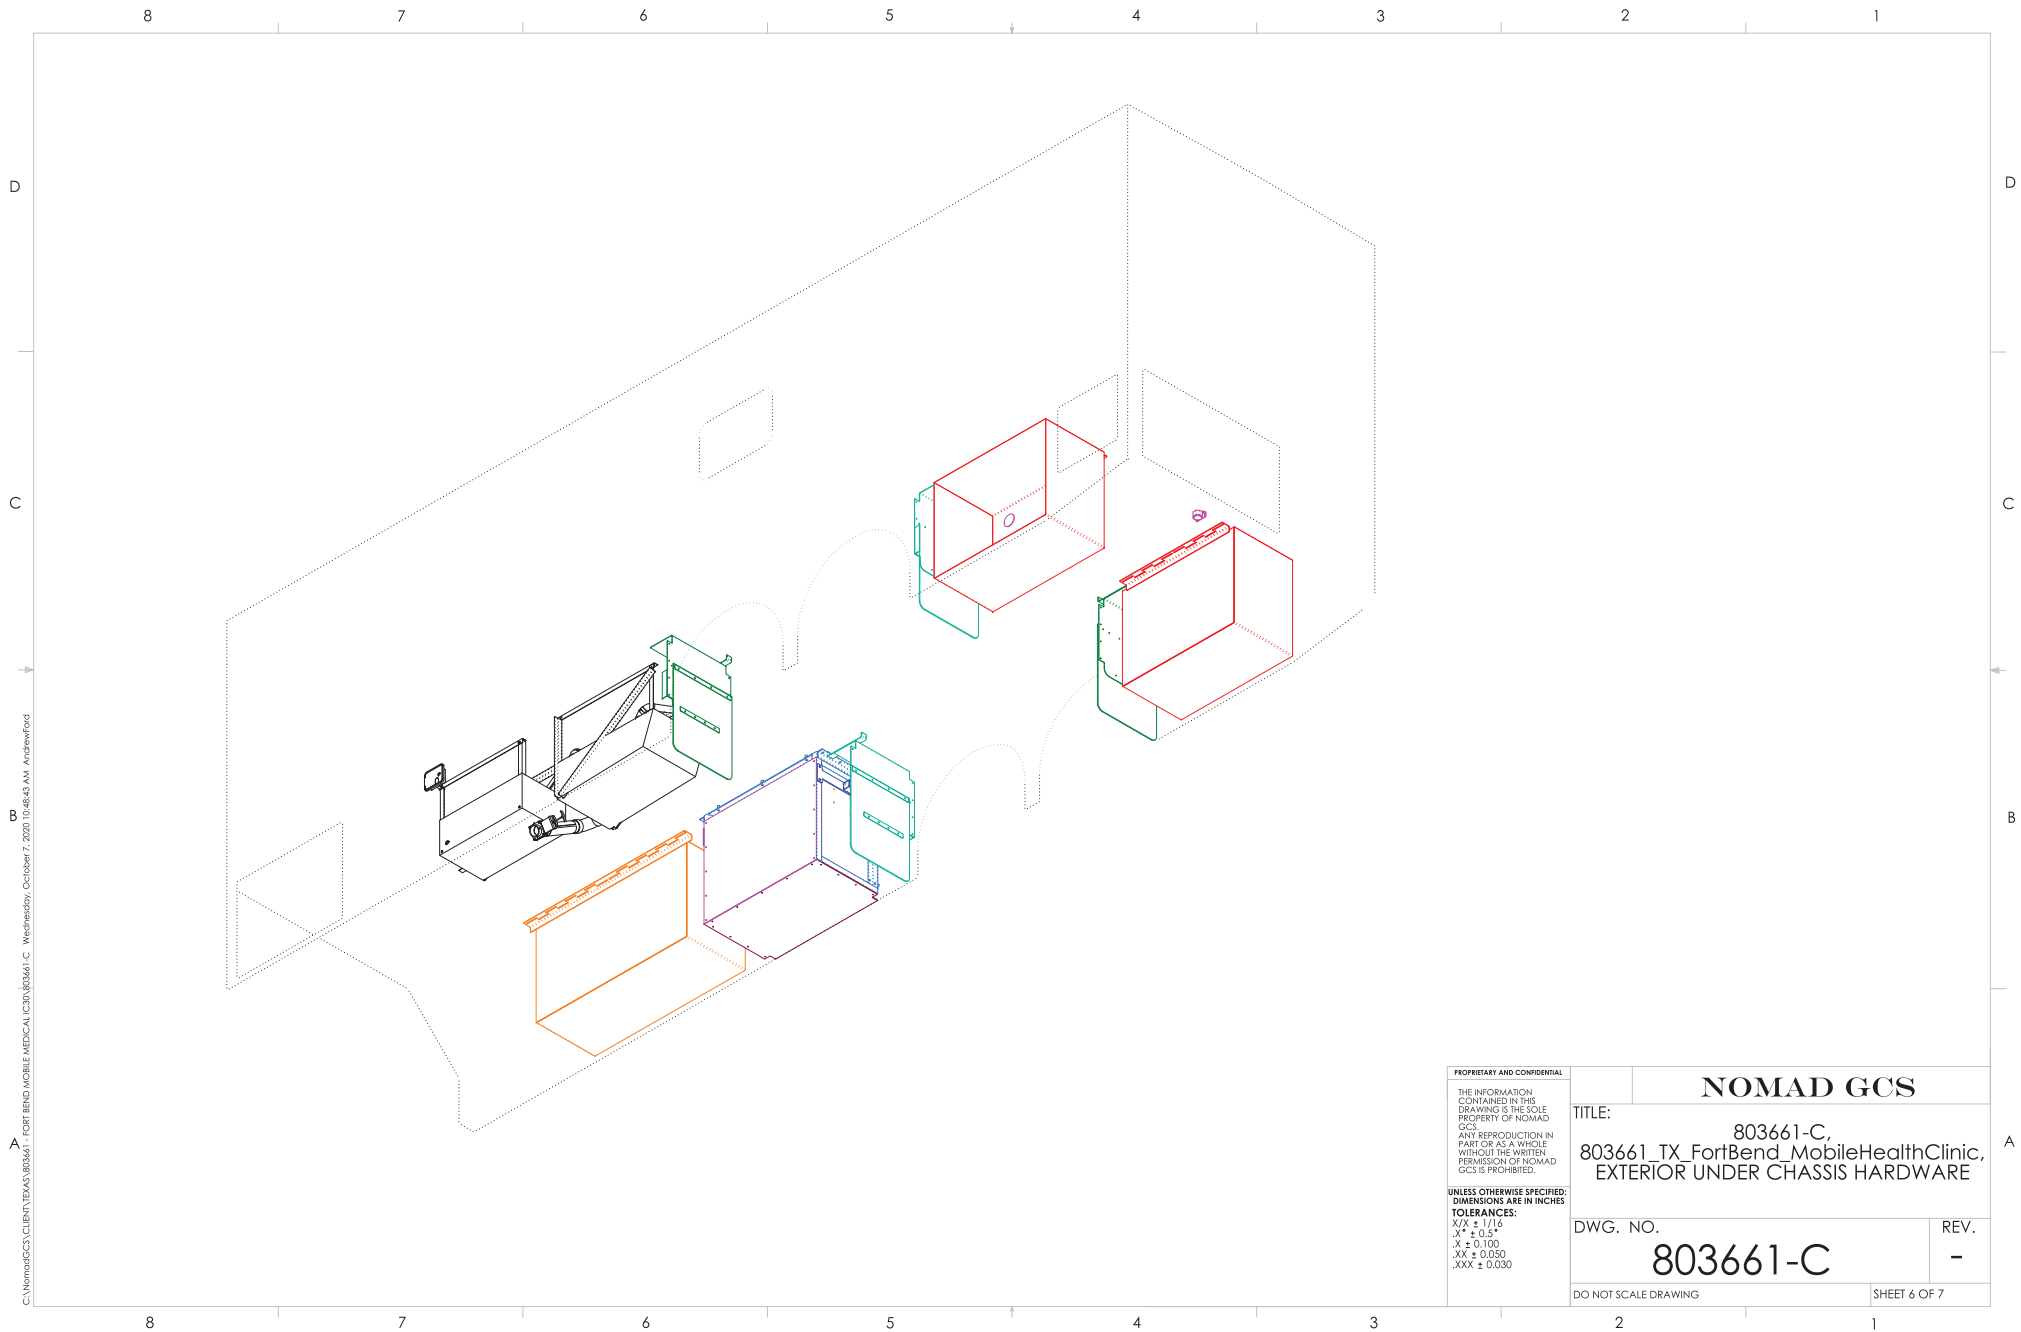 8 7 6 5 4 3 2 1
D D
C C
B B
A A
C:\NomadGCS\CLIENT\TEXAS\803661 - FORT BEND MOBILE MEDICAL IC30\803661-C Wednesday, October 7, 2020 10:48:43 AM AndrewFord
PROPRIETARY AND CONFIDENTIAL
THE INFORMATION
CONTAINED IN THIS
DRAWING IS THE SOLE
PROPERTY OF NOMAD
GCS.
ANY REPRODUCTION IN
PART OR AS A WHOLE
WITHOUT THE WRITTEN
PERMISSION OF NOMAD
GCS IS PROHIBITED.
UNLESS OTHERWISE SPECIFIED:
DIMENSIONS ARE IN INCHES
TOLERANCES:
X/X ± 1/16
.X° ± 0.5°
.X ± 0.100
.XX ± 0.050
.XXX ± 0.030
NOMAD GCS
TITLE:
803661-C,
803661_TX_FortBend_MobileHealthClinic,
EXTERIOR UNDER CHASSIS HARDWARE
DWG. NO.
803661-C
REV.
-
DO NOT SCALE DRAWING
SHEET 6 OF 7
8 7 6 5 4 3 2 1